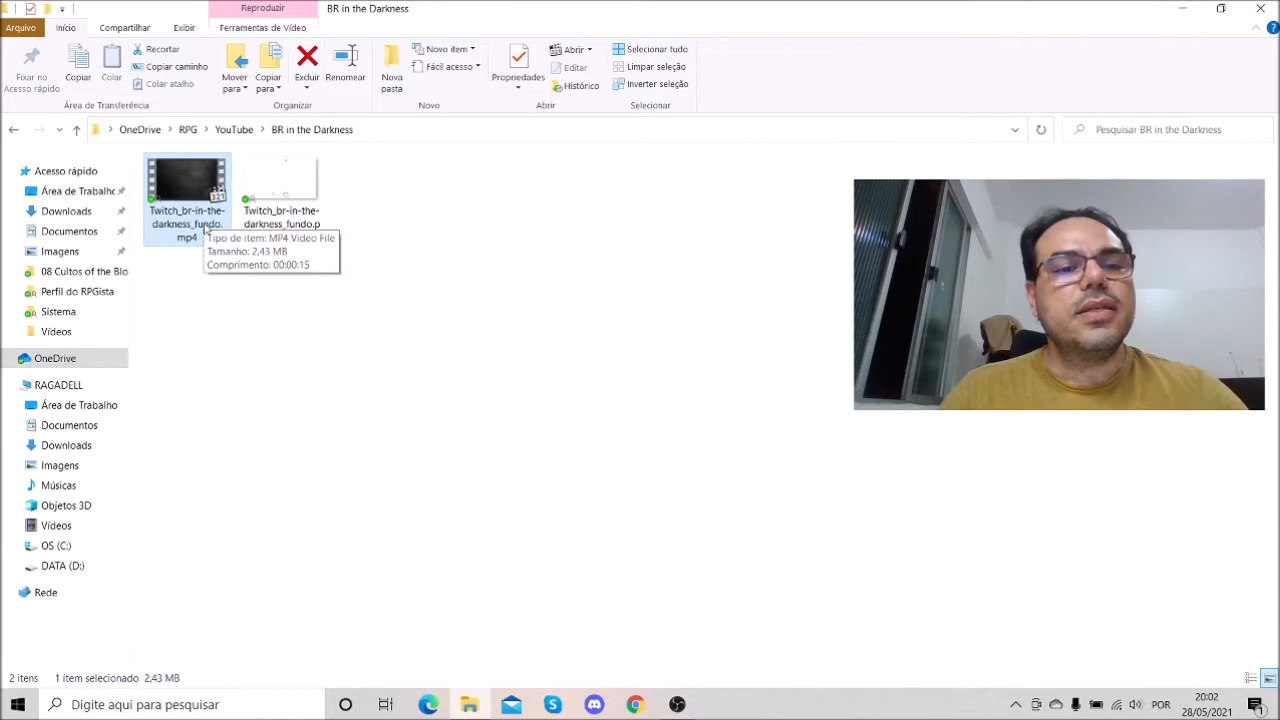 Reproduzir
BR in the Darkness
Arquivo
Início
Compartilhar
Exibir
Ferramentas de Vídeo
Fixar no
Acesso rápido
Copiar
Colar
Recortar
Copiar caminho
Colar atalho
Mover
para
Copiar
para
Excluir
Renomear
Nova
pasta
Novo item
Fácil acesso
Propriedades
Abrir
Editar
Histórico
Selecionar tudo
Limpar seleção
Inverter seleção
Área de Transferência
Organizar
Novo
Abrir
Selecionar
OneDrive > RPG > YouTube > BR in the Darkness
Pesquisar BR in the Darkness
Acesso rápido
Área de Trabalho
Downloads
Documentos
Imagens
08 Cultos of the Blo
Perfil do RPGista
Sistema
Vídeos
OneDrive
RAGADELL
Área de Trabalho
Documentos
Downloads
Imagens
Músicas
Objetos 3D
Vídeos
OS (C:)
DATA (D:)
Rede
Twitch_br-in-the-
darkness_fundo.
mp4
Twitch_br-in-the-
darkness_fundo.p
Tipo de item: MP4 Video File
Tamanho: 2,43 MB
Comprimento: 00:00:15
2 itens
1 item selecionado 2,43 MB
Digite aqui para pesquisar
POR
20:02
28/05/2021